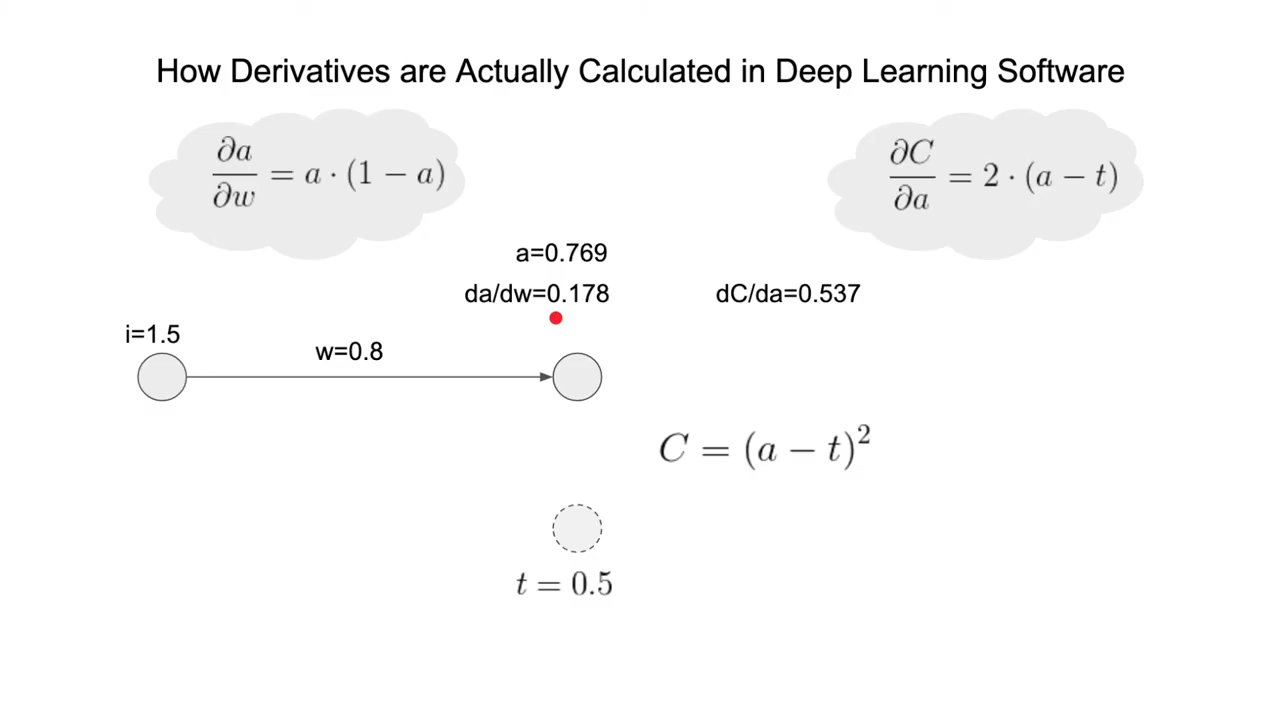 How Derivatives are Actually Calculated in Deep Learning Software
∂a/∂w = a · (1 − a)
∂C/∂a = 2 · (a − t)
a=0.769
da/dw=0.178
dC/da=0.537
i=1.5
w=0.8
C = (a − t)²
t = 0.5